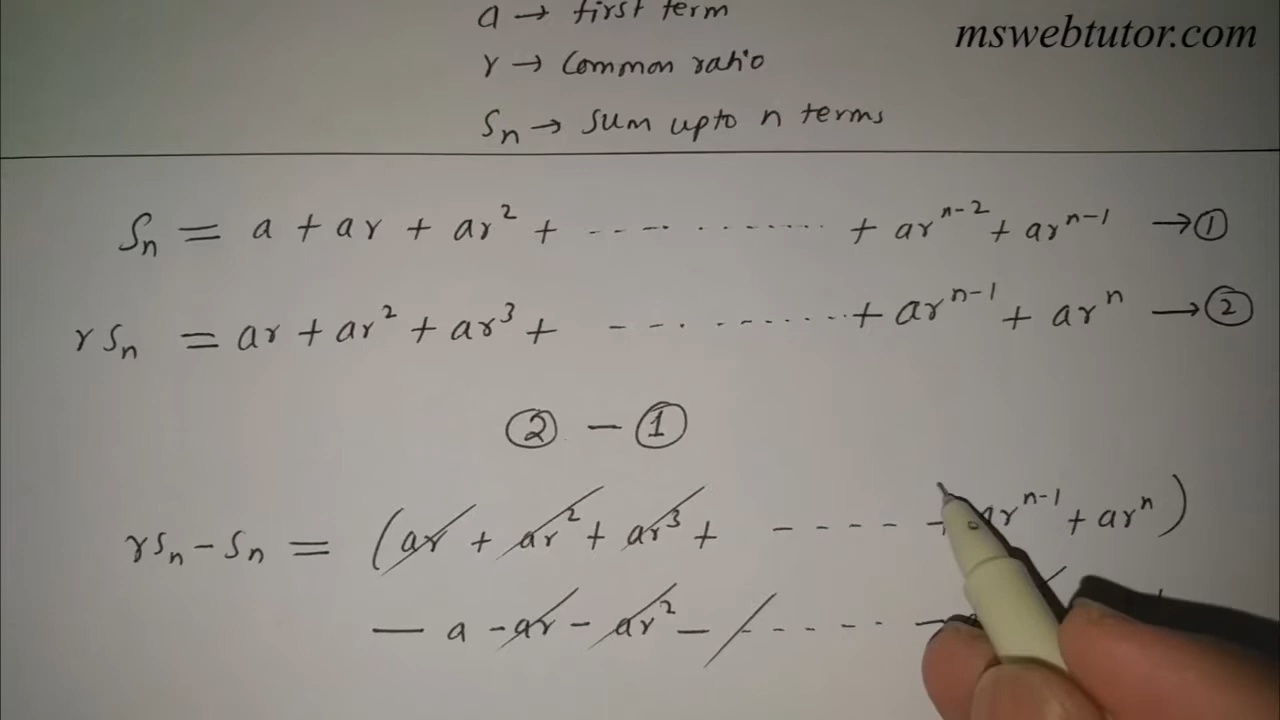 a → first term
mswebtutor.com
r → Common ratio
Sn → Sum upto n terms
Sn = a + ar + ar² + ------------ + arⁿ⁻² + arⁿ⁻¹ → ①
rSn = ar + ar² + ar³ + ------------ + arⁿ⁻¹ + arⁿ → ②
② - ①
rSn - Sn = (ar + ar² + ar³ + ----- + arⁿ⁻¹ + arⁿ)
- a - ar - ar² - ----- -